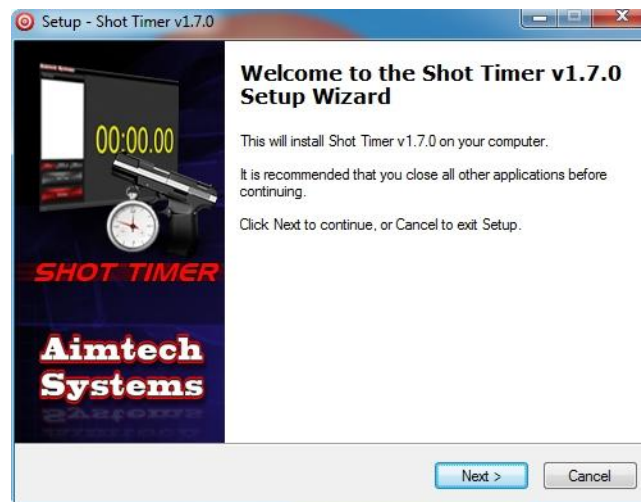 Setup - Shot Timer v1.7.0
00:00.00
SHOT TIMER
Aimtech
Systems
Welcome to the Shot Timer v1.7.0
Setup Wizard
This will install Shot Timer v1.7.0 on your computer.
It is recommended that you close all other applications before
continuing.
Click Next to continue, or Cancel to exit Setup.
Next >
Cancel